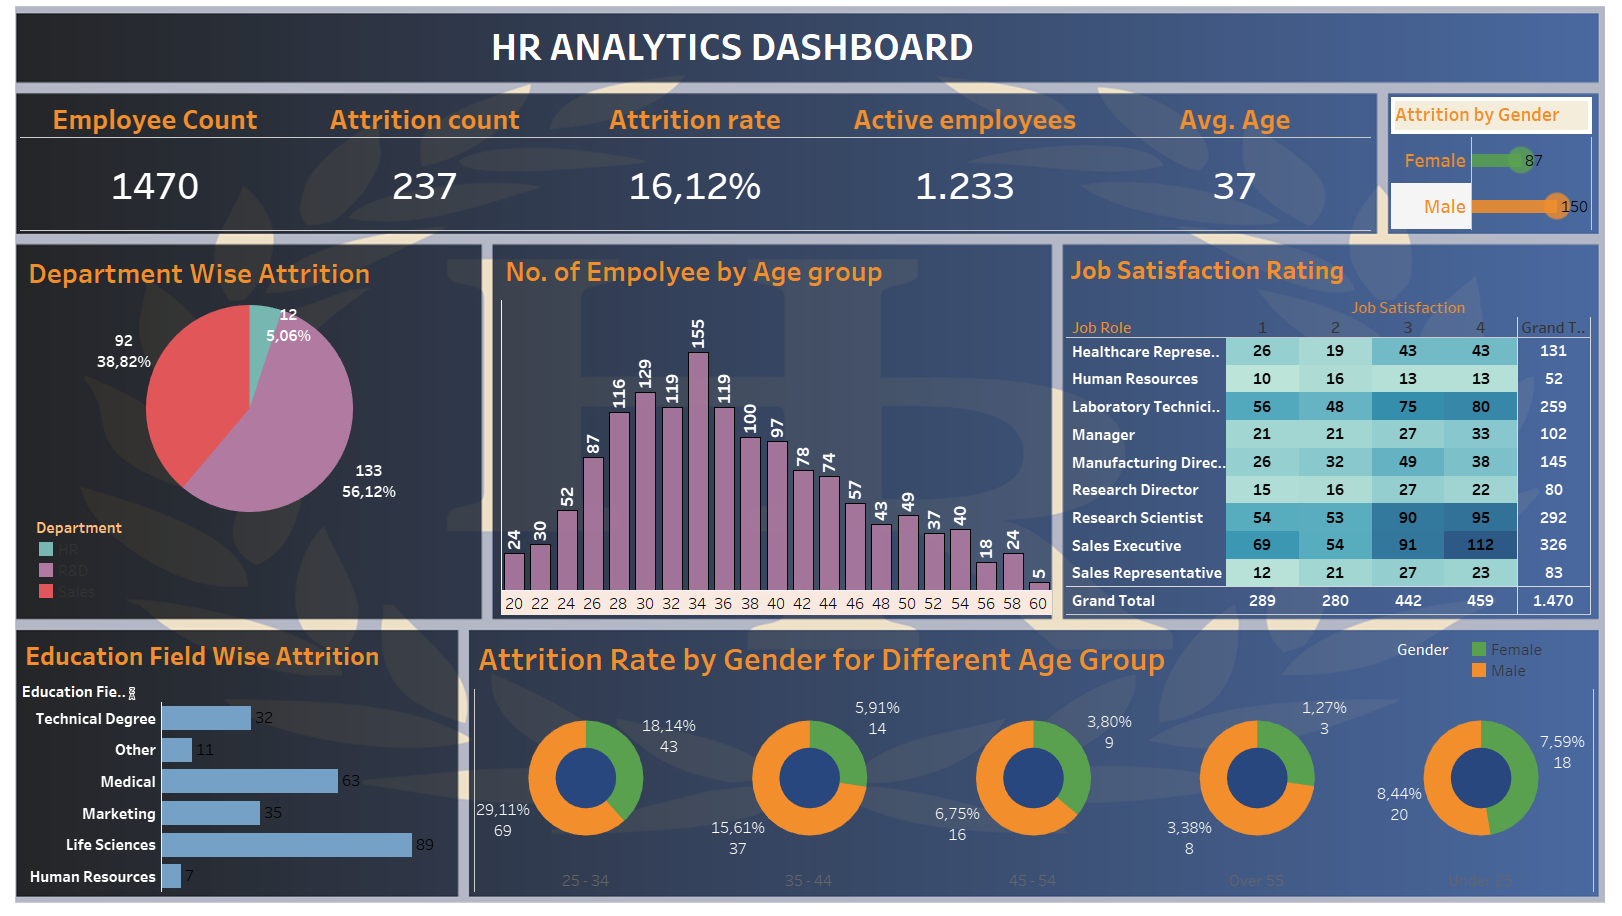 HR ANALYTICS DASHBOARD
Employee Count
Attrition count
Attrition rate
Active employees
Avg. Age
1470
237
16,12%
1.233
37
Attrition by Gender
Female
87
Male
150
Department Wise Attrition
12
5,06%
92
38,82%
133
56,12%
Department
HR
R&D
Sales
No. of Empolyee by Age group
24
30
52
87
116
129
119
155
119
100
97
78
74
57
43
49
37
40
18
24
5
20 22 24 26 28 30 32 34 36 38 40 42 44 46 48 50 52 54 56 58 60
Job Satisfaction Rating
Job Satisfaction
Job Role 1 2 3 4 Grand T..
Healthcare Represe.. 26 19 43 43 131
Human Resources 10 16 13 13 52
Laboratory Technici.. 56 48 75 80 259
Manager 21 21 27 33 102
Manufacturing Direc.. 26 32 49 38 145
Research Director 15 16 27 22 80
Research Scientist 54 53 90 95 292
Sales Executive 69 54 91 112 326
Sales Representative 12 21 27 23 83
Grand Total 289 280 442 459 1.470
Education Field Wise Attrition
Education Fie..
Technical Degree 32
Other 11
Medical 63
Marketing 35
Life Sciences 89
Human Resources 7
Attrition Rate by Gender for Different Age Group
Gender
Female
Male
18,14%
43
29,11%
69
25 - 34
5,91%
14
15,61%
37
35 - 44
3,80%
9
6,75%
16
45 - 54
1,27%
3
3,38%
8
Over 55
7,59%
18
8,44%
20